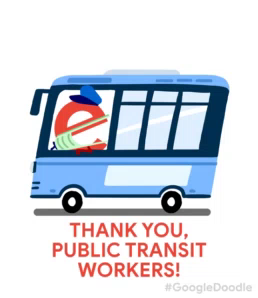 e
THANK YOU,
PUBLIC TRANSIT
WORKERS!
#GoogleDoodle